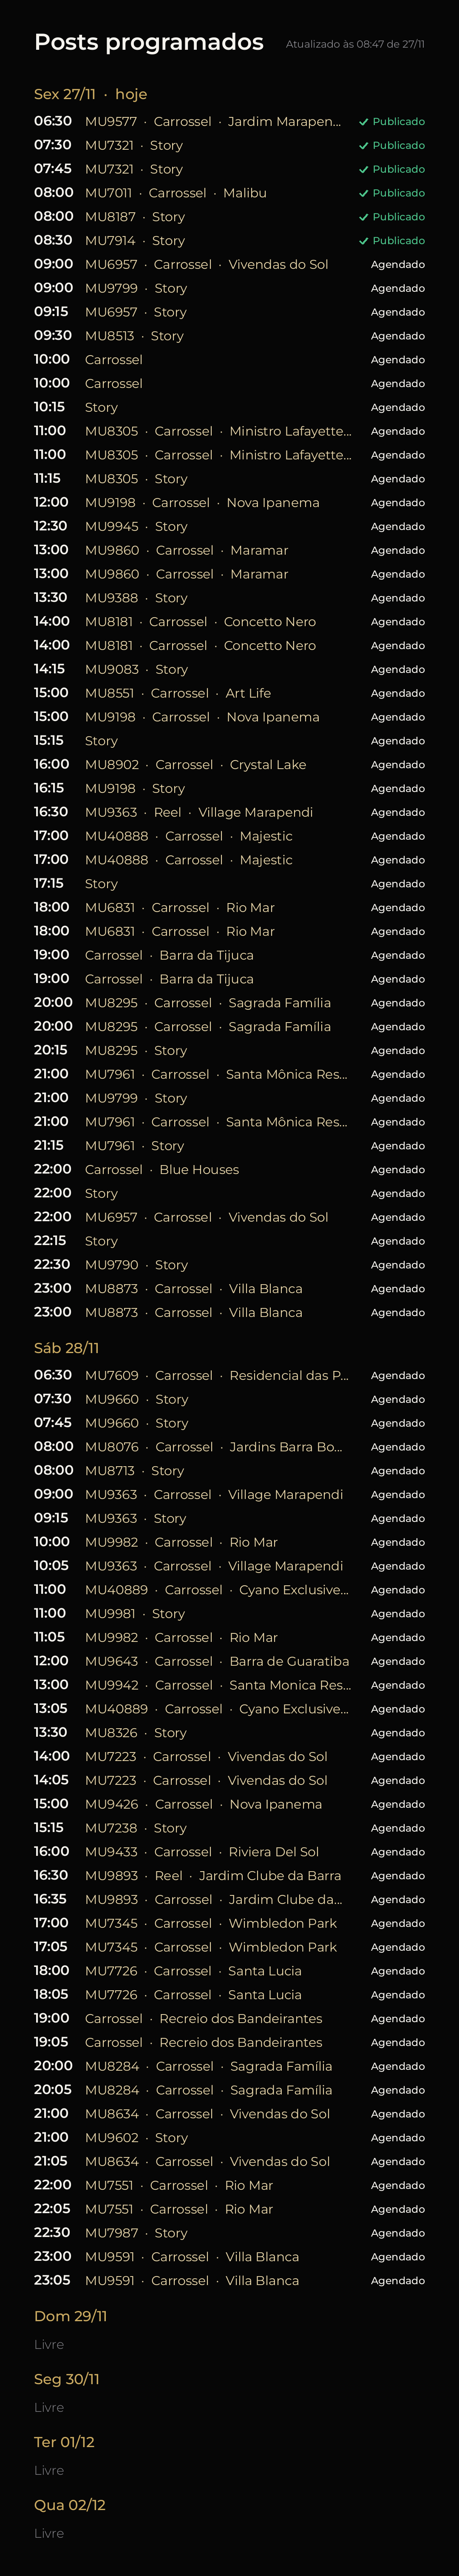 Posts programados
Atualizado às 08:47 de 27/11
Sex 27/11 · hoje
06:30 MU9577 · Carrossel · Jardim Marapen... ✓ Publicado
07:30 MU7321 · Story ✓ Publicado
07:45 MU7321 · Story ✓ Publicado
08:00 MU7011 · Carrossel · Malibu ✓ Publicado
08:00 MU8187 · Story ✓ Publicado
08:30 MU7914 · Story ✓ Publicado
09:00 MU6957 · Carrossel · Vivendas do Sol Agendado
09:00 MU9799 · Story Agendado
09:15 MU6957 · Story Agendado
09:30 MU8513 · Story Agendado
10:00 Carrossel Agendado
10:00 Carrossel Agendado
10:15 Story Agendado
11:00 MU8305 · Carrossel · Ministro Lafayette... Agendado
11:00 MU8305 · Carrossel · Ministro Lafayette... Agendado
11:15 MU8305 · Story Agendado
12:00 MU9198 · Carrossel · Nova Ipanema Agendado
12:30 MU9945 · Story Agendado
13:00 MU9860 · Carrossel · Maramar Agendado
13:00 MU9860 · Carrossel · Maramar Agendado
13:30 MU9388 · Story Agendado
14:00 MU8181 · Carrossel · Concetto Nero Agendado
14:00 MU8181 · Carrossel · Concetto Nero Agendado
14:15 MU9083 · Story Agendado
15:00 MU8551 · Carrossel · Art Life Agendado
15:00 MU9198 · Carrossel · Nova Ipanema Agendado
15:15 Story Agendado
16:00 MU8902 · Carrossel · Crystal Lake Agendado
16:15 MU9198 · Story Agendado
16:30 MU9363 · Reel · Village Marapendi Agendado
17:00 MU40888 · Carrossel · Majestic Agendado
17:00 MU40888 · Carrossel · Majestic Agendado
17:15 Story Agendado
18:00 MU6831 · Carrossel · Rio Mar Agendado
18:00 MU6831 · Carrossel · Rio Mar Agendado
19:00 Carrossel · Barra da Tijuca Agendado
19:00 Carrossel · Barra da Tijuca Agendado
20:00 MU8295 · Carrossel · Sagrada Família Agendado
20:00 MU8295 · Carrossel · Sagrada Família Agendado
20:15 MU8295 · Story Agendado
21:00 MU7961 · Carrossel · Santa Mônica Res... Agendado
21:00 MU9799 · Story Agendado
21:00 MU7961 · Carrossel · Santa Mônica Res... Agendado
21:15 MU7961 · Story Agendado
22:00 Carrossel · Blue Houses Agendado
22:00 Story Agendado
22:00 MU6957 · Carrossel · Vivendas do Sol Agendado
22:15 Story Agendado
22:30 MU9790 · Story Agendado
23:00 MU8873 · Carrossel · Villa Blanca Agendado
23:00 MU8873 · Carrossel · Villa Blanca Agendado
Sáb 28/11
06:30 MU7609 · Carrossel · Residencial das P... Agendado
07:30 MU9660 · Story Agendado
07:45 MU9660 · Story Agendado
08:00 MU8076 · Carrossel · Jardins Barra Bo... Agendado
08:00 MU8713 · Story Agendado
09:00 MU9363 · Carrossel · Village Marapendi Agendado
09:15 MU9363 · Story Agendado
10:00 MU9982 · Carrossel · Rio Mar Agendado
10:05 MU9363 · Carrossel · Village Marapendi Agendado
11:00 MU40889 · Carrossel · Cyano Exclusive... Agendado
11:00 MU9981 · Story Agendado
11:05 MU9982 · Carrossel · Rio Mar Agendado
12:00 MU9643 · Carrossel · Barra de Guaratiba Agendado
13:00 MU9942 · Carrossel · Santa Monica Res... Agendado
13:05 MU40889 · Carrossel · Cyano Exclusive... Agendado
13:30 MU8326 · Story Agendado
14:00 MU7223 · Carrossel · Vivendas do Sol Agendado
14:05 MU7223 · Carrossel · Vivendas do Sol Agendado
15:00 MU9426 · Carrossel · Nova Ipanema Agendado
15:15 MU7238 · Story Agendado
16:00 MU9433 · Carrossel · Riviera Del Sol Agendado
16:30 MU9893 · Reel · Jardim Clube da Barra Agendado
16:35 MU9893 · Carrossel · Jardim Clube da... Agendado
17:00 MU7345 · Carrossel · Wimbledon Park Agendado
17:05 MU7345 · Carrossel · Wimbledon Park Agendado
18:00 MU7726 · Carrossel · Santa Lucia Agendado
18:05 MU7726 · Carrossel · Santa Lucia Agendado
19:00 Carrossel · Recreio dos Bandeirantes Agendado
19:05 Carrossel · Recreio dos Bandeirantes Agendado
20:00 MU8284 · Carrossel · Sagrada Família Agendado
20:05 MU8284 · Carrossel · Sagrada Família Agendado
21:00 MU8634 · Carrossel · Vivendas do Sol Agendado
21:00 MU9602 · Story Agendado
21:05 MU8634 · Carrossel · Vivendas do Sol Agendado
22:00 MU7551 · Carrossel · Rio Mar Agendado
22:05 MU7551 · Carrossel · Rio Mar Agendado
22:30 MU7987 · Story Agendado
23:00 MU9591 · Carrossel · Villa Blanca Agendado
23:05 MU9591 · Carrossel · Villa Blanca Agendado
Dom 29/11
Livre
Seg 30/11
Livre
Ter 01/12
Livre
Qua 02/12
Livre